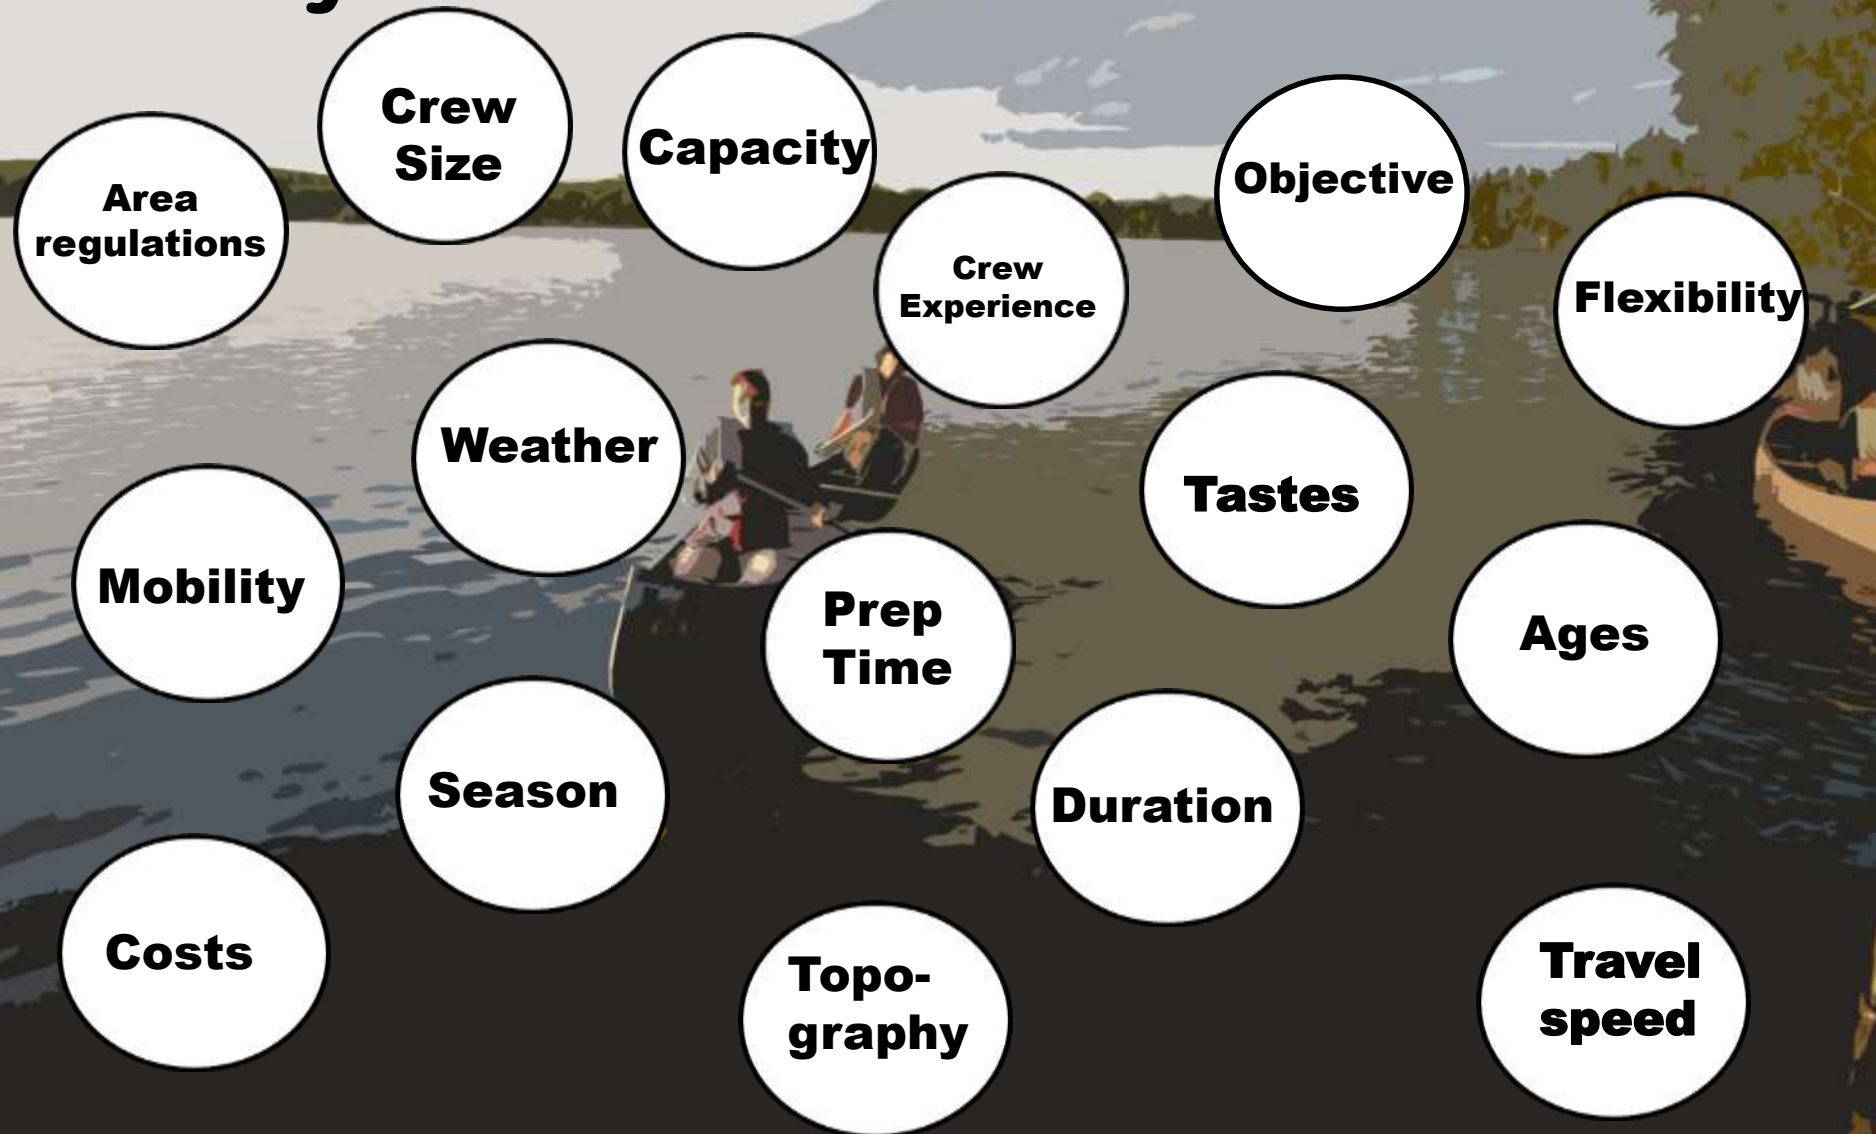 Crew
Size
Capacity
Objective
Area
regulations
Crew
Experience
Flexibility
Weather
Tastes
Mobility
Prep
Time
Ages
Season
Duration
Costs
Topo-
graphy
Travel
speed